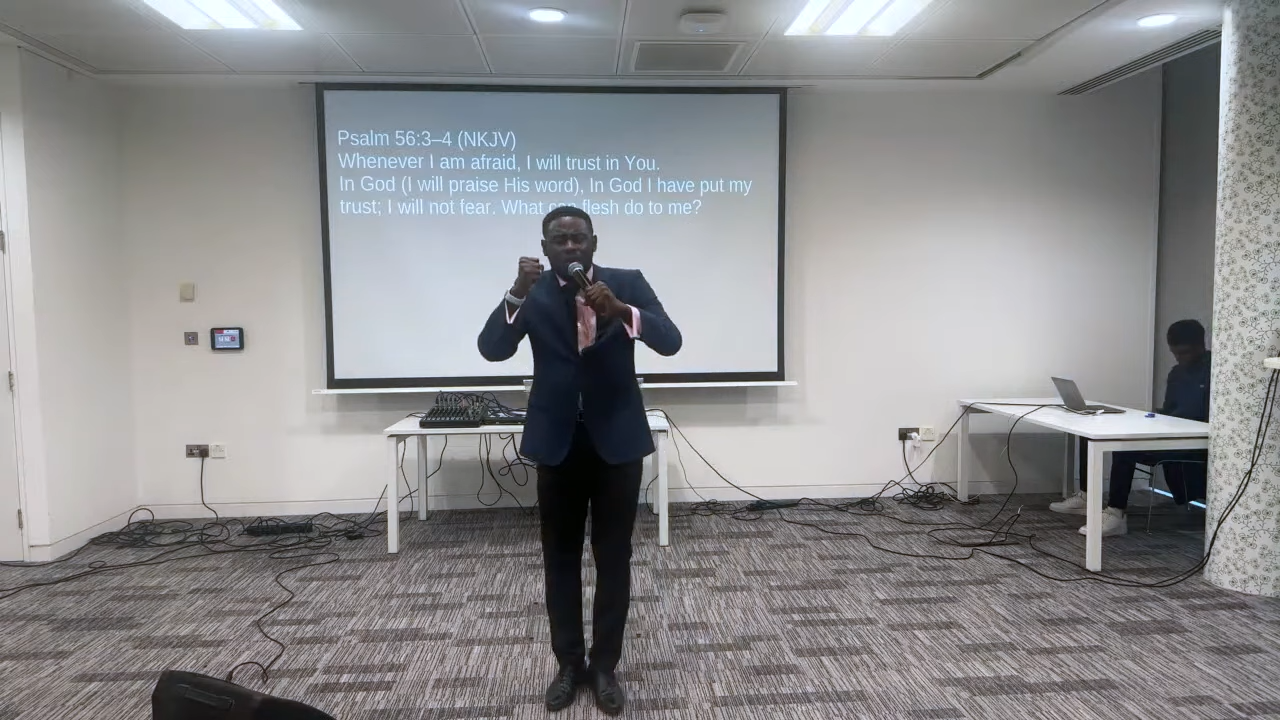 Psalm 56:3–4 (NKJV)
Whenever I am afraid, I will trust in You.
In God (I will praise His word), In God I have put my
trust; I will not fear. What can flesh do to me?